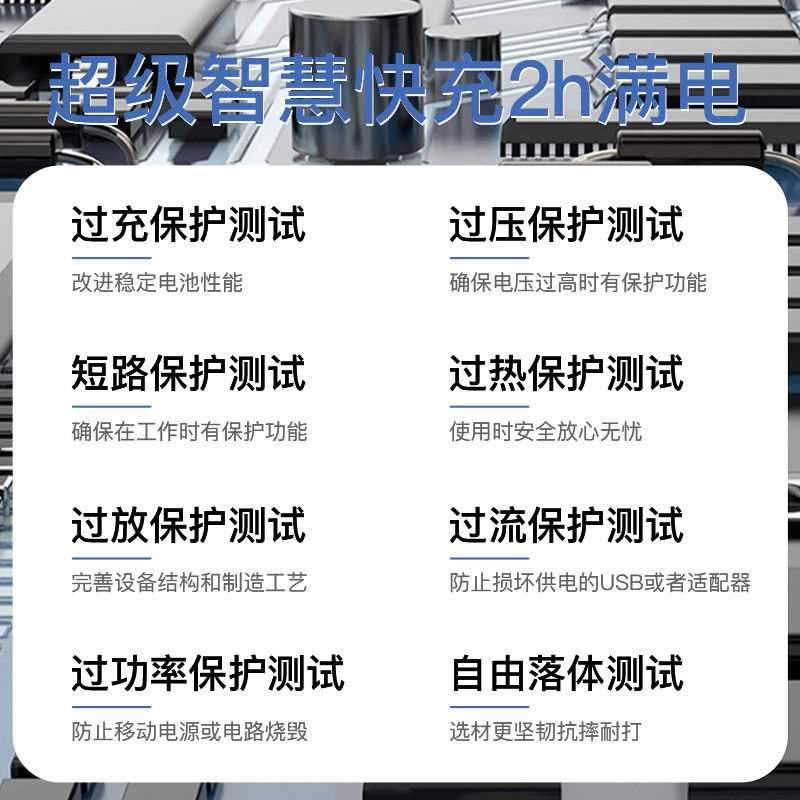 超级智慧快充2h满电
过充保护测试
改进稳定电池性能
过压保护测试
确保电压过高时有保护功能
短路保护测试
确保在工作时有保护功能
过热保护测试
使用时安全放心无忧
过放保护测试
完善设备结构和制造工艺
过流保护测试
防止损坏供电的USB或者适配器
过功率保护测试
防止移动电源或电路烧毁
自由落体测试
选材更坚韧抗摔耐打